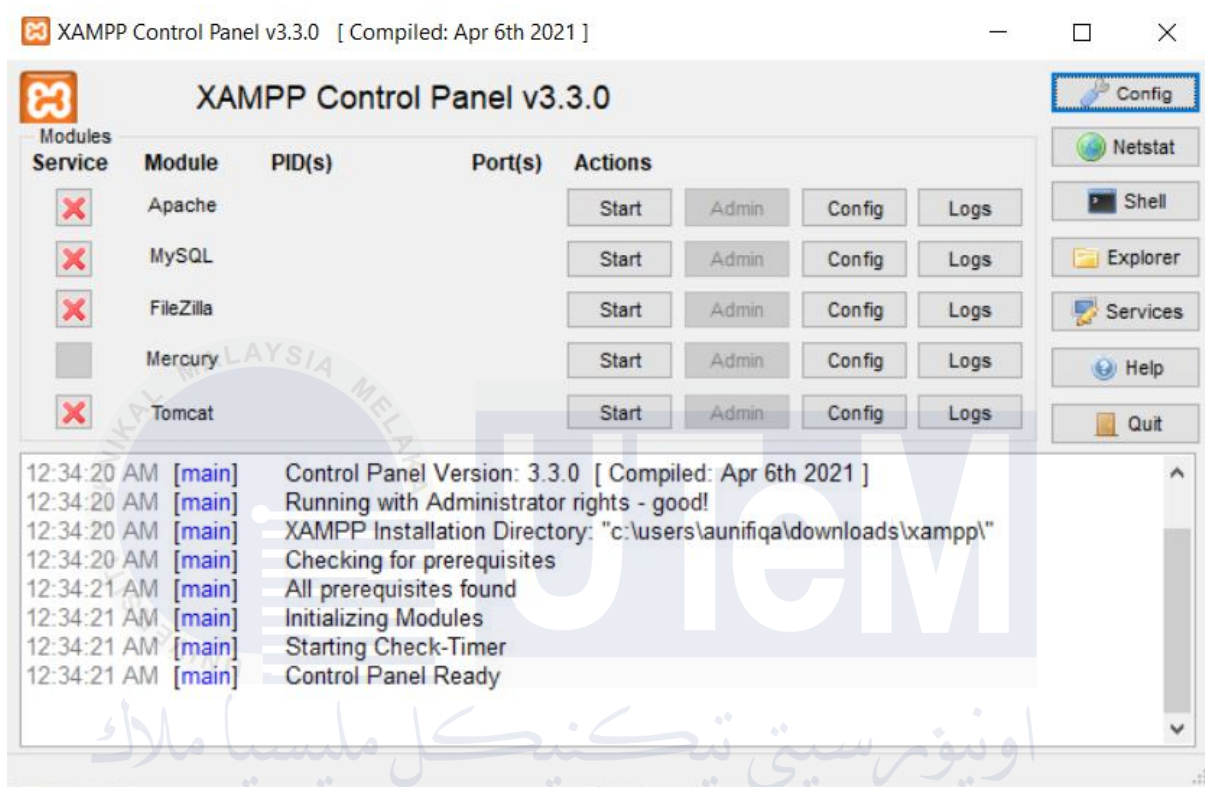 XAMPP Control Panel v3.3.0 [ Compiled: Apr 6th 2021 ]
XAMPP Control Panel v3.3.0
Config
Modules
Netstat
Service Module PID(s) Port(s) Actions
Apache Start Admin Config Logs
Shell
MySQL Start Admin Config Logs
Explorer
FileZilla Start Admin Config Logs
Services
Mercury Start Admin Config Logs
Help
Tomcat Start Admin Config Logs
Quit
12:34:20 AM [main] Control Panel Version: 3.3.0 [ Compiled: Apr 6th 2021 ]
12:34:20 AM [main] Running with Administrator rights - good!
12:34:20 AM [main] XAMPP Installation Directory: "c:\users\aunifiqa\downloads\xampp\"
12:34:20 AM [main] Checking for prerequisites
12:34:21 AM [main] All prerequisites found
12:34:21 AM [main] Initializing Modules
12:34:21 AM [main] Starting Check-Timer
12:34:21 AM [main] Control Panel Ready
UTeM
اونيۏرسيتي تيكنيكل مليسيا ملاك